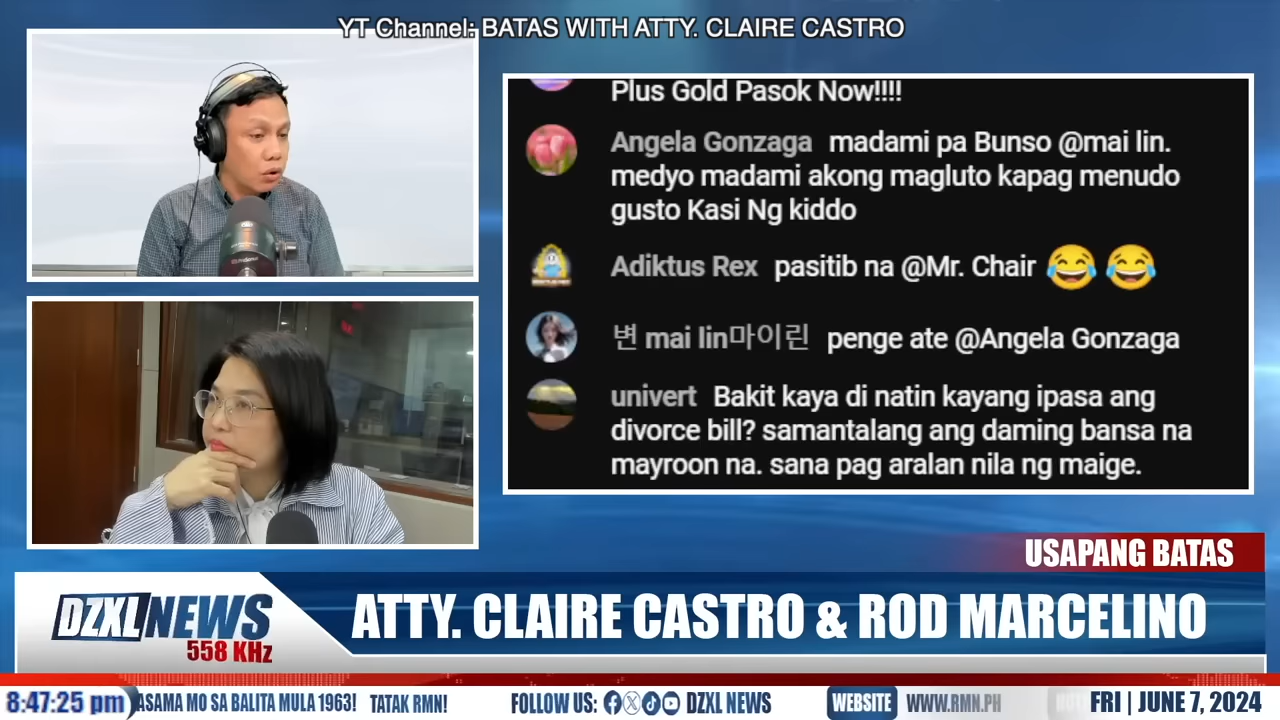 YT Channel: BATAS WITH ATTY. CLAIRE CASTRO
Plus Gold Pasok Now!!!!
Angela Gonzaga madami pa Bunso @mai lin.
medyo madami akong magluto kapag menudo
gusto Kasi Ng kiddo
Adiktus Rex pasitib na @Mr. Chair 😂 😂
변 mai lin마이린 penge ate @Angela Gonzaga
univert Bakit kaya di natin kayang ipasa ang
divorce bill? samantalang ang daming bansa na
mayroon na. sana pag aralan nila ng maige.
USAPANG BATAS
DZXL NEWS
558 KHz
ATTY. CLAIRE CASTRO & ROD MARCELINO
8:47:25 pm ASAMA MO SA BALITA MULA 1963! TATAK RMN! FOLLOW US: DZXL NEWS WEBSITE WWW.RMN.PH FRI | JUNE 7, 2024